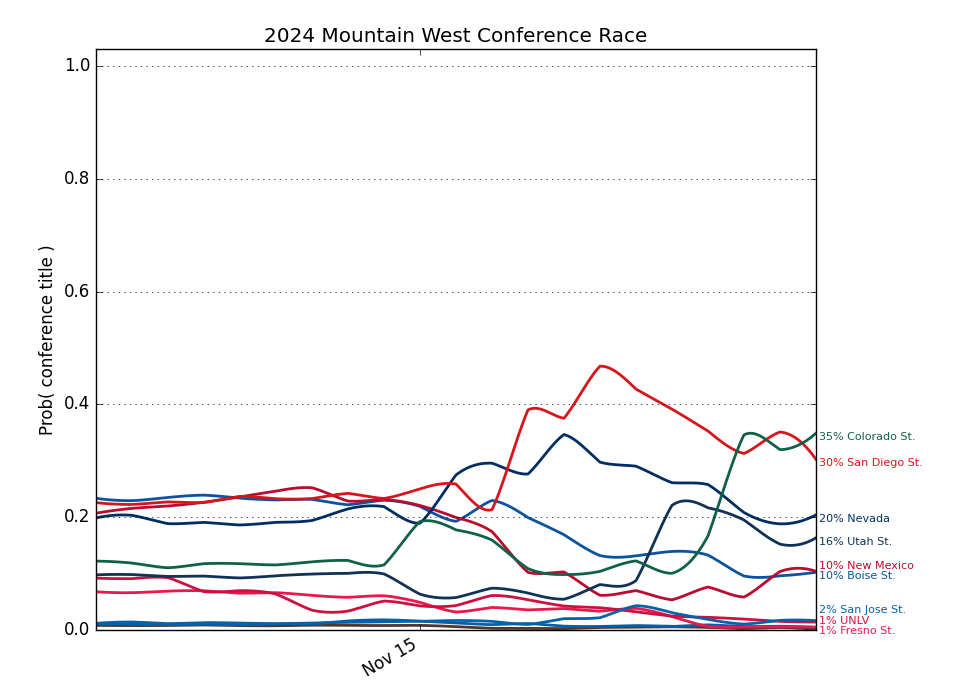 2024 Mountain West Conference Race
Prob( conference title )
1.0
0.8
0.6
0.4
0.2
0.0
Nov 15
35% Colorado St.
30% San Diego St.
20% Nevada
16% Utah St.
10% New Mexico
10% Boise St.
2% San Jose St.
1% UNLV
1% Fresno St.